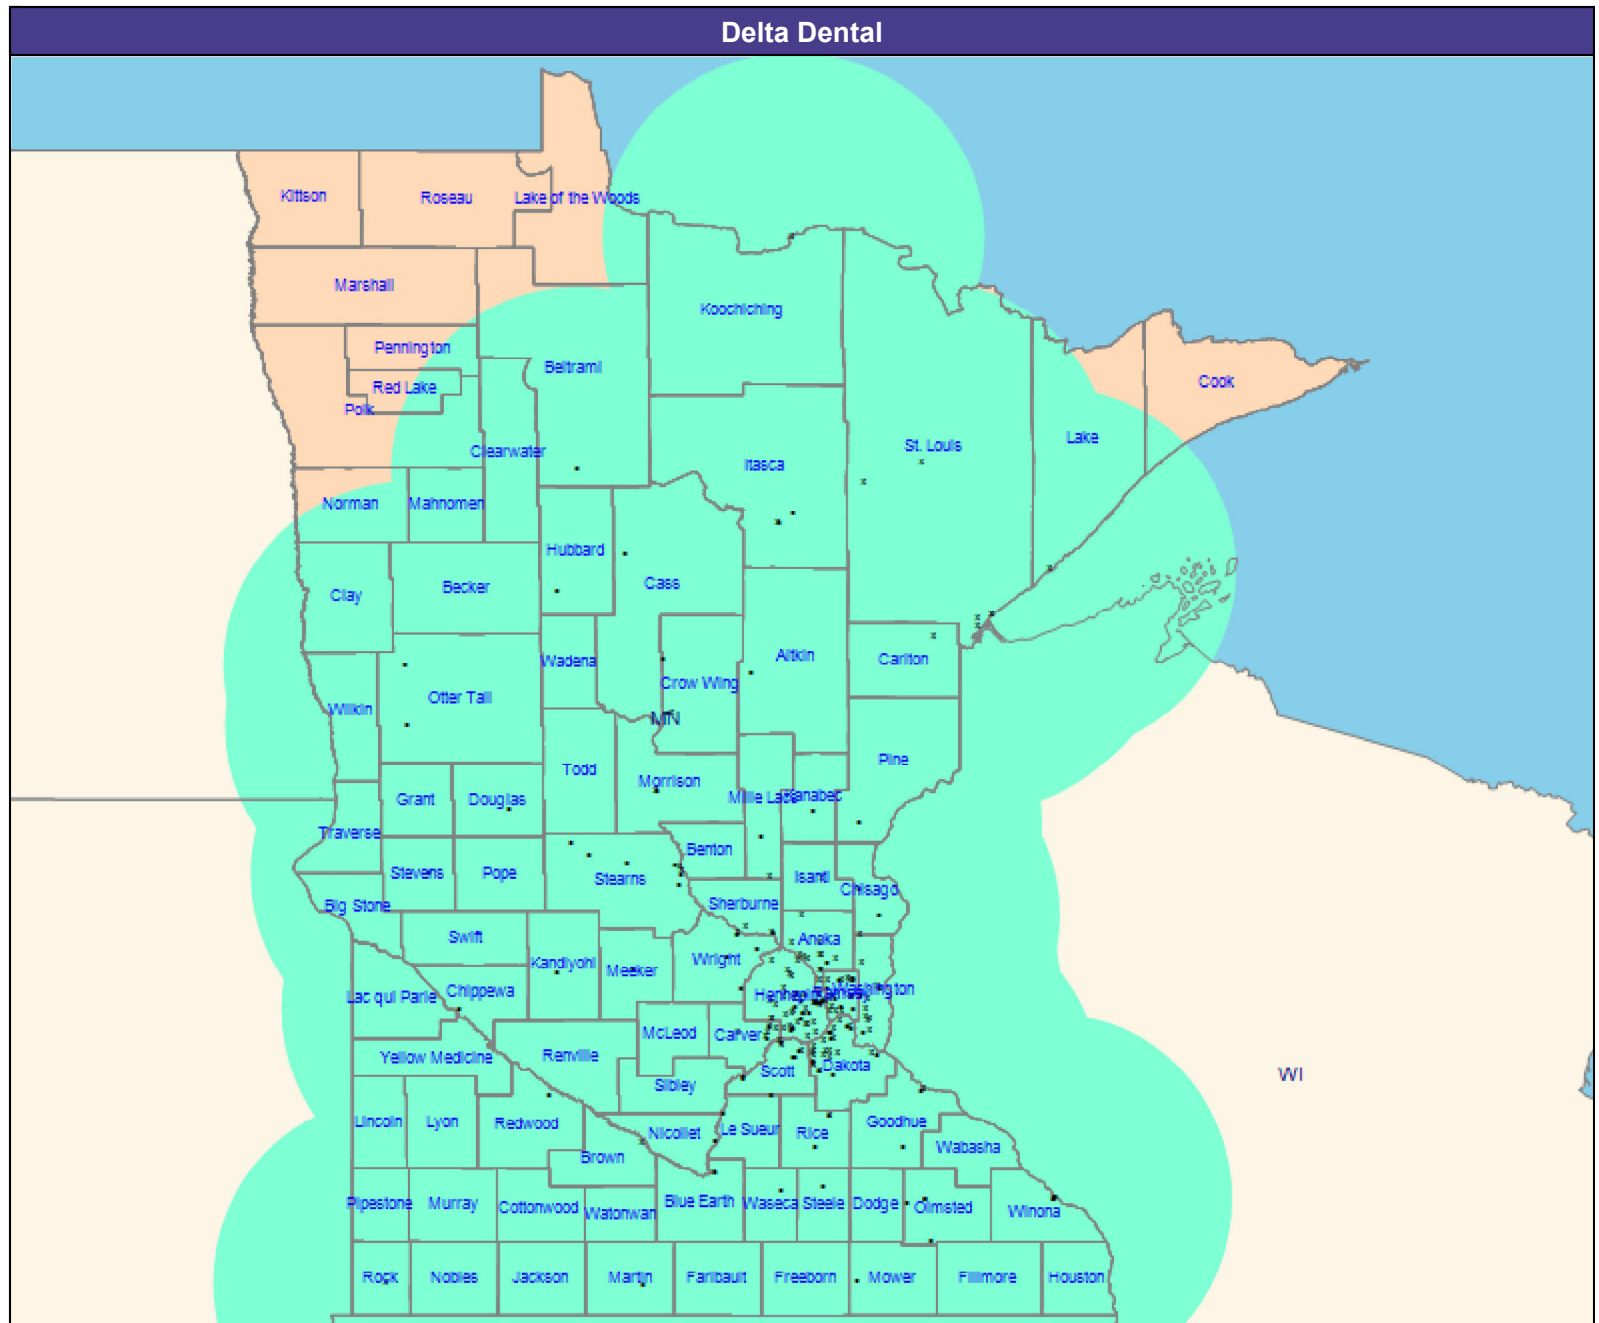 Delta Dental
Kittson
Roseau
Lake of the Woods
Marshall
Koochiching
Pennington
Beltrami
Red Lake
Cook
Polk
Lake
St. Louis
Clearwater
Itasca
Norman
Mahnomen
Hubbard
Cass
Becker
Clay
Aitkin
Carlton
Wadena
Crow Wing
Otter Tail
Wilkin
MN
Pine
Todd
Morrison
Grant
Douglas
Mille Lacs
Kanabec
Traverse
Benton
Stevens
Pope
Stearns
Isanti
Chisago
Big Stone
Sherburne
Swift
Anoka
Kandiyohi
Meeker
Wright
Lac qui Parle
Chippewa
Hennepin
Ramsey
Washington
McLeod
Carver
Yellow Medicine
Renville
Scott
Dakota
WI
Sibley
Lincoln
Lyon
Redwood
Nicollet
Le Sueur
Rice
Goodhue
Wabasha
Brown
Pipestone
Murray
Cottonwood
Watonwan
Blue Earth
Waseca
Steele
Dodge
Olmsted
Winona
Rock
Nobles
Jackson
Martin
Faribault
Freeborn
Mower
Fillmore
Houston